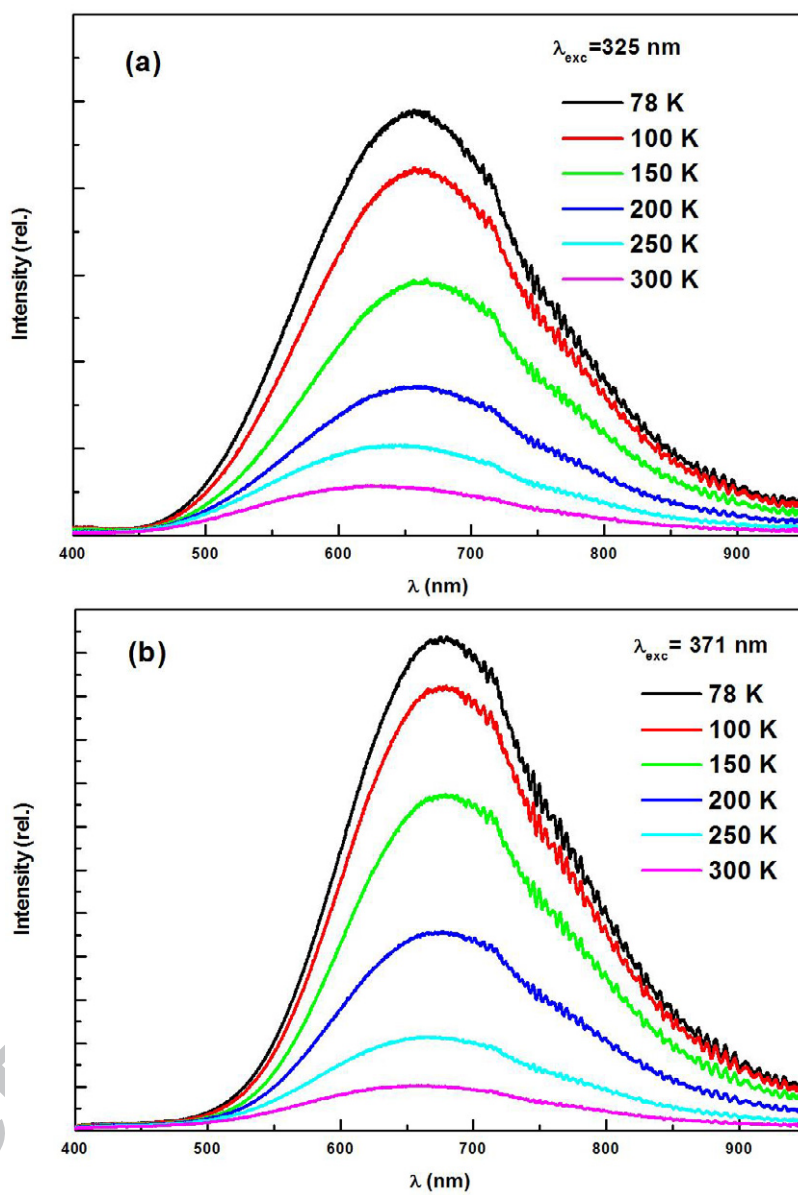 (a)
λexc=325 nm
78 K
100 K
150 K
200 K
250 K
300 K
Intensity (rel.)
400 500 600 700 800 900
λ (nm)
(b)
λexc= 371 nm
78 K
100 K
150 K
200 K
250 K
300 K
Intensity (rel.)
400 500 600 700 800 900
λ (nm)